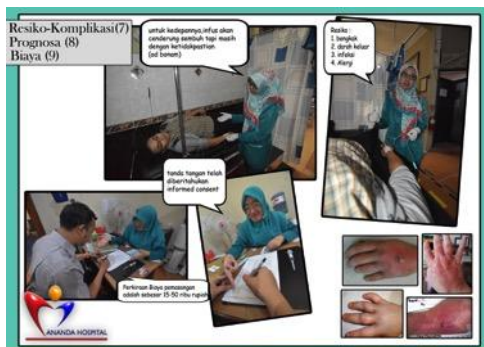 Resiko-Komplikasi(7)
Prognosa (8)
Biaya (9)
untuk kedepannya,infus akan
cenderung sembuh tapi masih
dengan ketidakpastian
(ad bonam)
Resiko :
1. bengkak
2. darah keluar
3. infeksi
4. Alergi
tanda tangan telah
diberitahukan
informed consent
Perkiraan Biaya pemasangan
adalah sebesar 15-50 ribu rupiah
ANANDA HOSPITAL